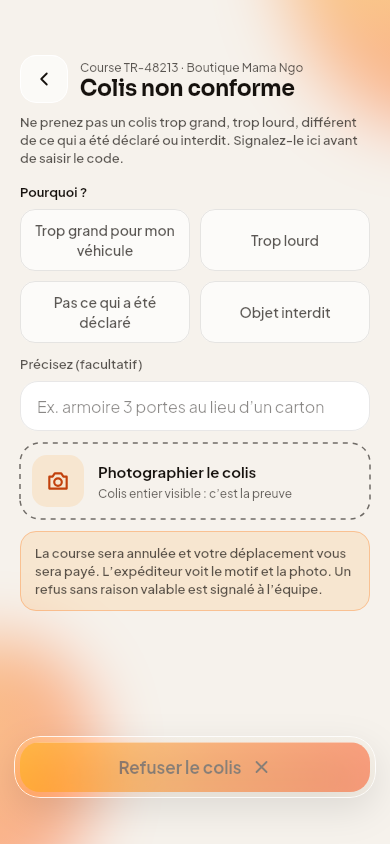 Course TR-48213 · Boutique Mama Ngo
Colis non conforme
Ne prenez pas un colis trop grand, trop lourd, différent
de ce qui a été déclaré ou interdit. Signalez-le ici avant
de saisir le code.
Pourquoi ?
Trop grand pour mon
véhicule
Trop lourd
Pas ce qui a été
déclaré
Objet interdit
Précisez (facultatif)
Ex. armoire 3 portes au lieu d’un carton
Photographier le colis
Colis entier visible : c’est la preuve
La course sera annulée et votre déplacement vous
sera payé. L’expéditeur voit le motif et la photo. Un
refus sans raison valable est signalé à l’équipe.
Refuser le colis